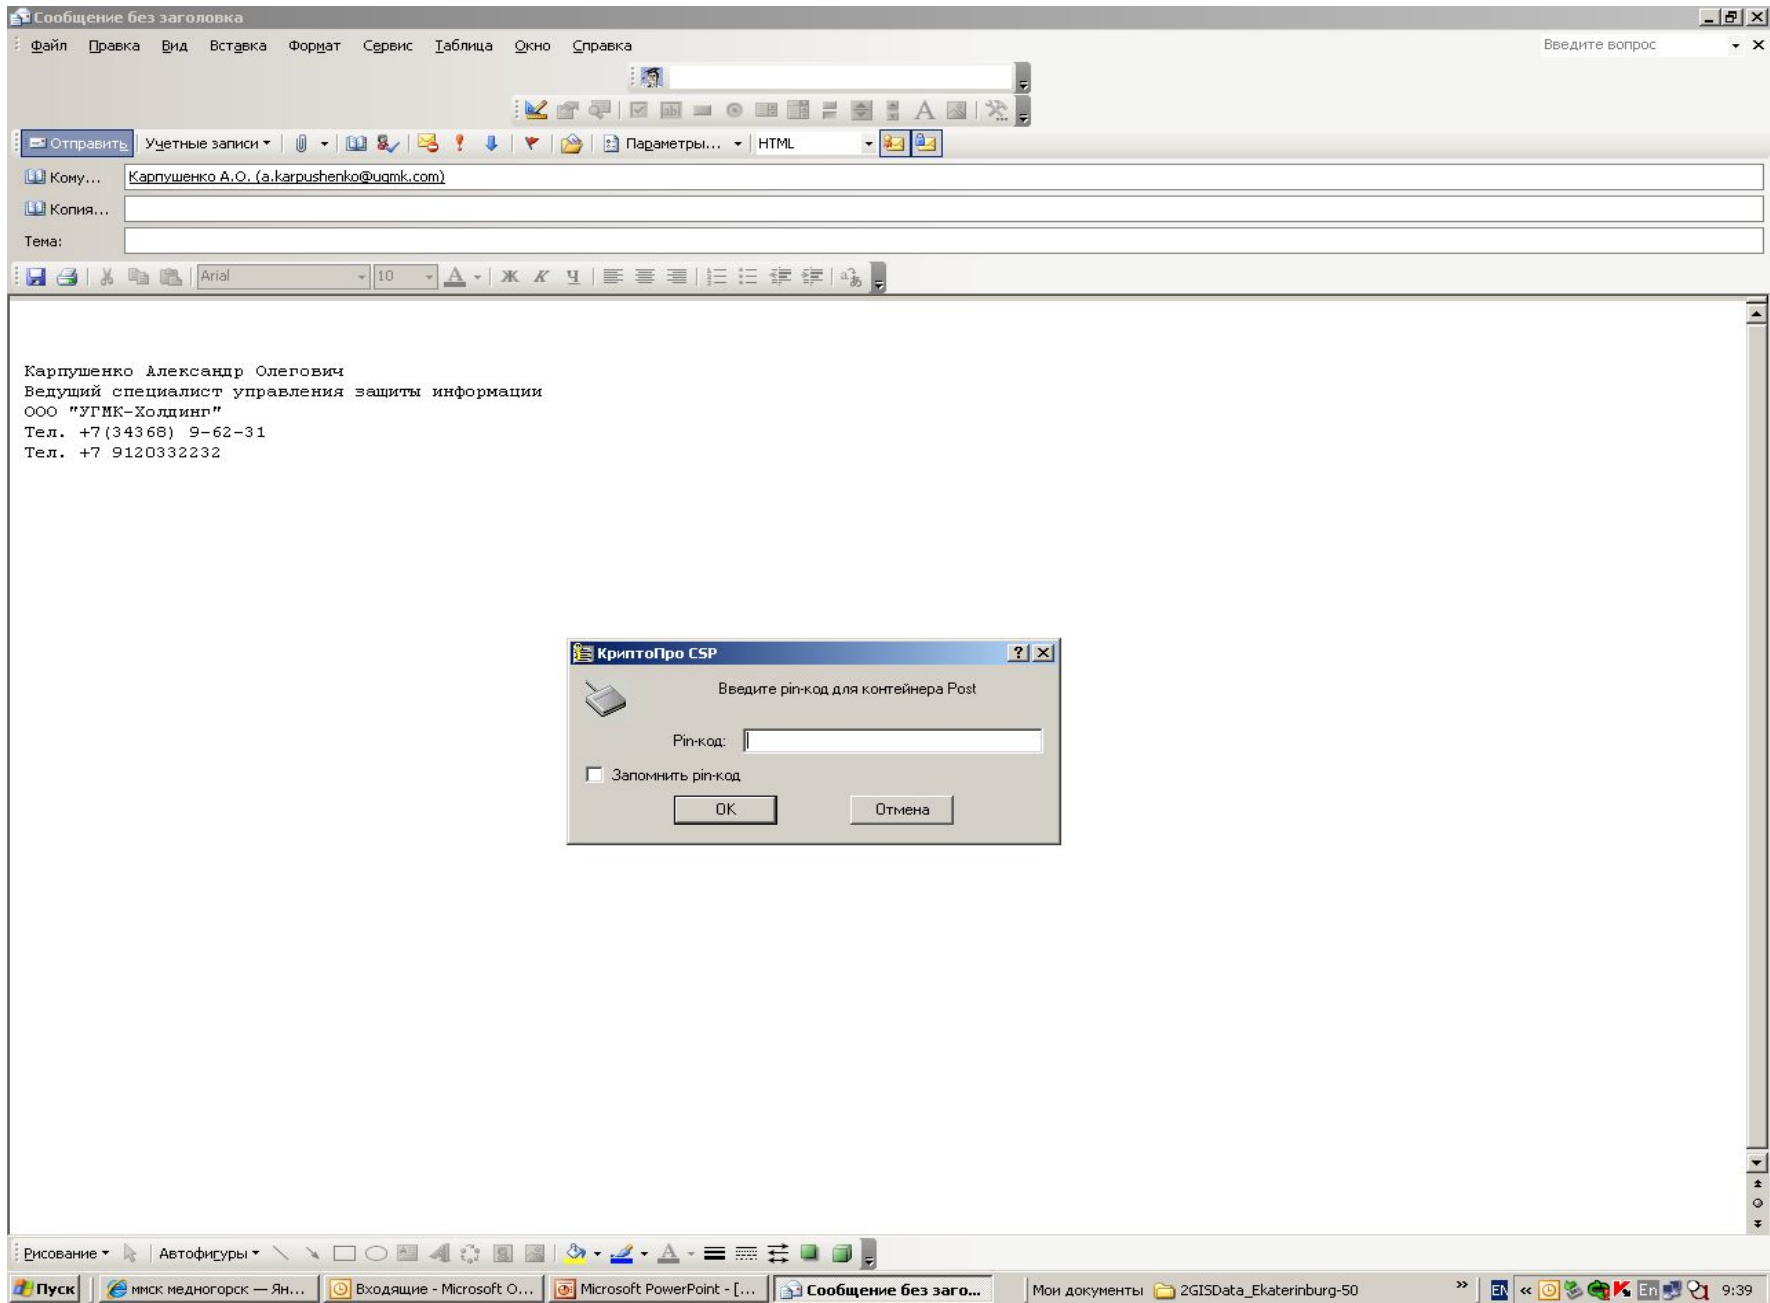 Сообщение без заголовка
Файл Правка Вид Вставка Формат Сервис Таблица Окно Справка Введите вопрос
Отправить Учетные записи Параметры... HTML
Кому... Карпушенко А.О. (a.karpushenko@ugmk.com)
Копия...
Тема:
Arial 10 A Ж К Ч
Карпушенко Александр Олегович
Ведущий специалист управления защиты информации
ООО "УГМК-Холдинг"
Тел. +7(34368) 9-62-31
Тел. +7 9120332232
КриптоПро CSP
Введите pin-код для контейнера Post
Pin-код:
Запомнить pin-код
OK Отмена
Рисование Автофигуры
Пуск ммск медногорск — Ян... Входящие - Microsoft O... Microsoft PowerPoint - [... Сообщение без заго... Мои документы 2GISData_Ekaterinburg-50 » EN « En 9:39